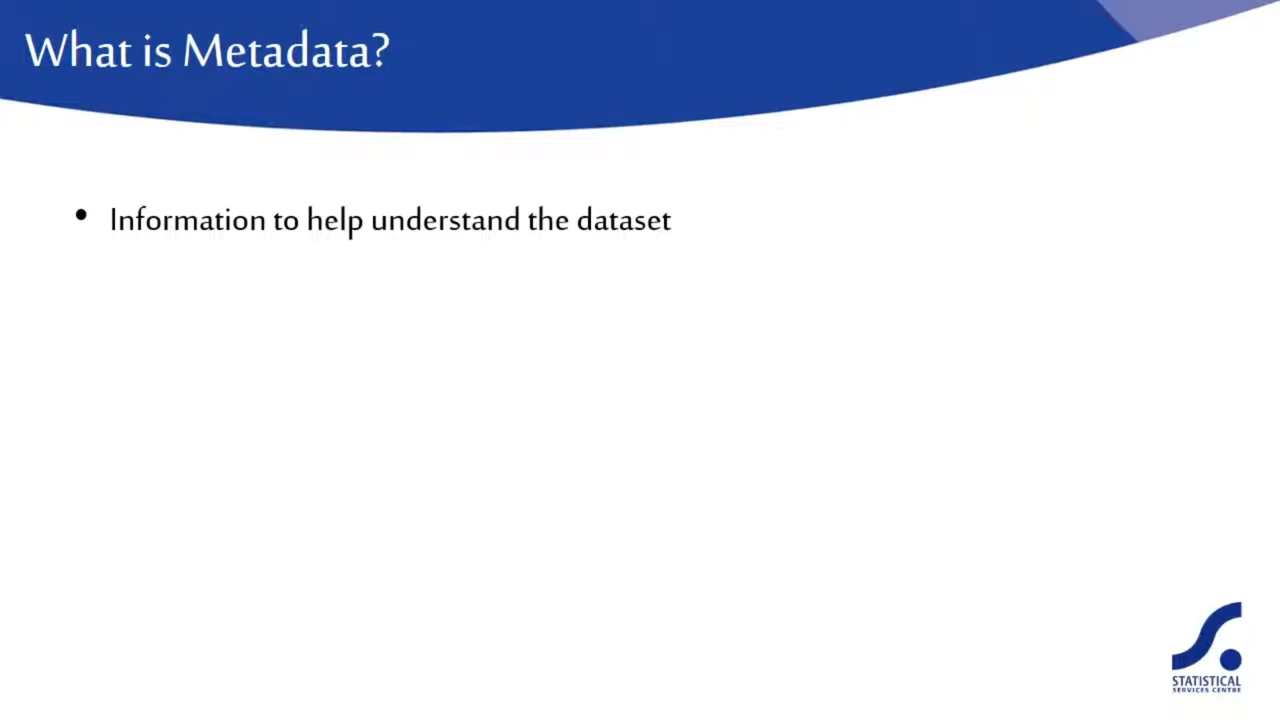 What is Metadata?
• Information to help understand the dataset
STATISTICAL
SERVICES CENTRE